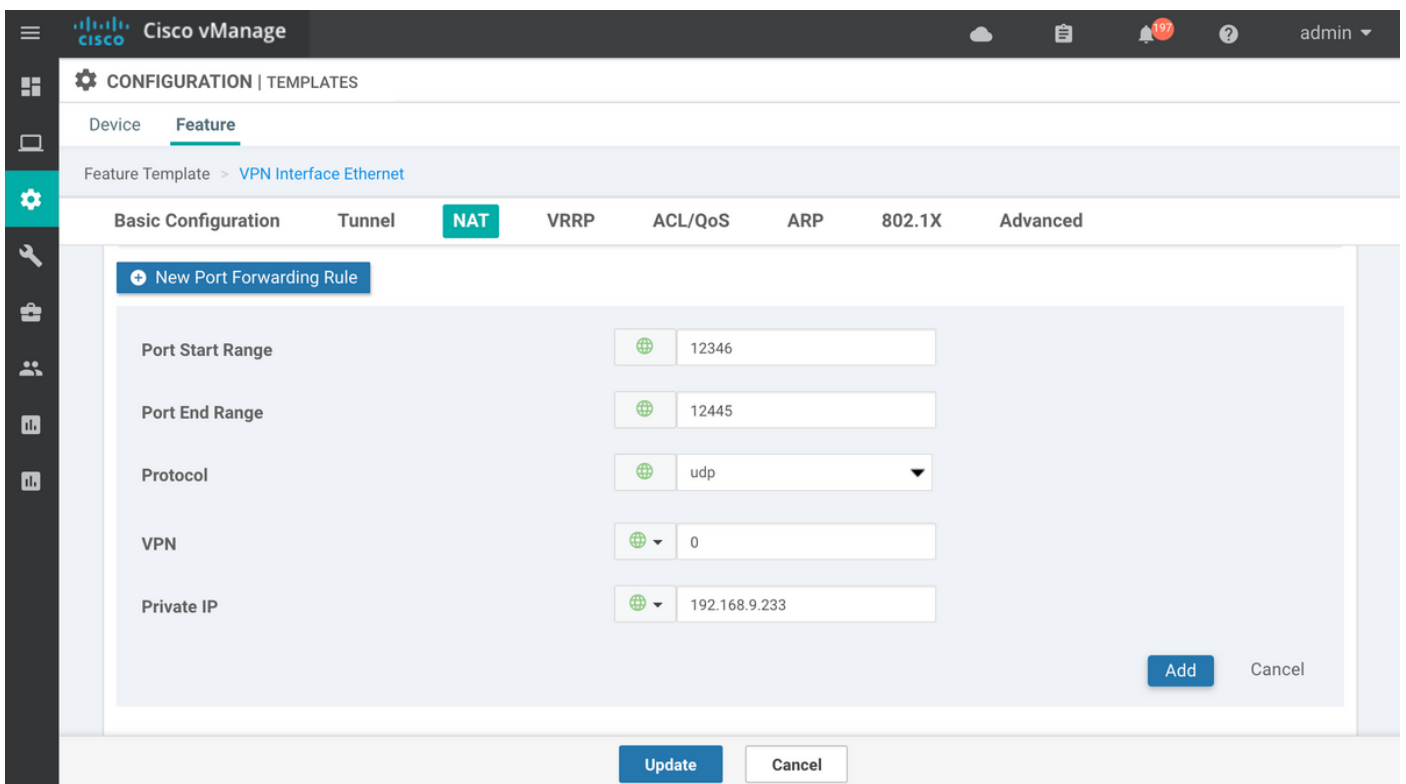 CISCO Cisco vManage 197 admin
CONFIGURATION | TEMPLATES
Device Feature
Feature Template > VPN Interface Ethernet
Basic Configuration Tunnel NAT VRRP ACL/QoS ARP 802.1X Advanced
New Port Forwarding Rule
Port Start Range 12346
Port End Range 12445
Protocol udp
VPN 0
Private IP 192.168.9.233
Add Cancel
Update Cancel